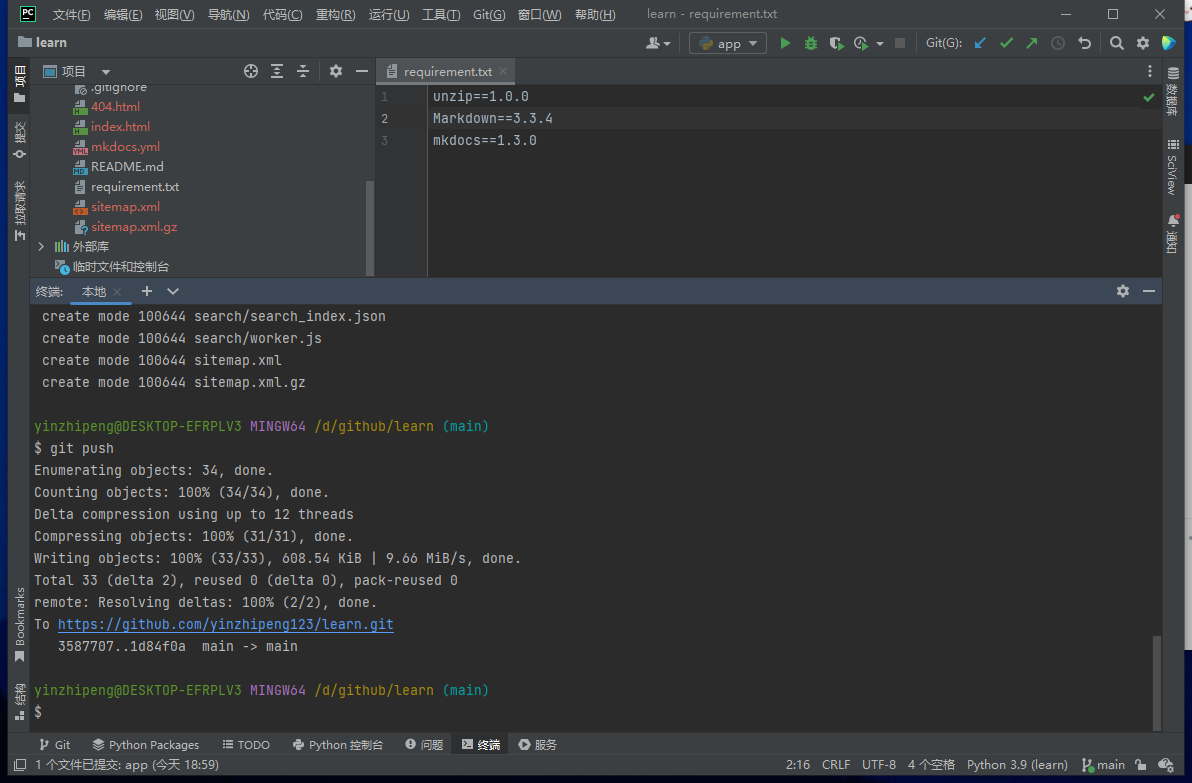 PC 文件(F) 编辑(E) 视图(V) 导航(N) 代码(C) 重构(R) 运行(U) 工具(T) Git(G) 窗口(W) 帮助(H) learn - requirement.txt
learn app Git(G):
项目 requirement.txt
.gitignore
404.html
index.html
mkdocs.yml
README.md
requirement.txt
sitemap.xml
sitemap.xml.gz
外部库
临时文件和控制台
1 unzip==1.0.0
2 Markdown==3.3.4
3 mkdocs==1.3.0
项目
提交
拉取请求
Bookmarks
结构
数据库
SciView
通知
终端: 本地
create mode 100644 search/search_index.json
create mode 100644 search/worker.js
create mode 100644 sitemap.xml
create mode 100644 sitemap.xml.gz
yinzhipeng@DESKTOP-EFRPLV3 MINGW64 /d/github/learn (main)
$ git push
Enumerating objects: 34, done.
Counting objects: 100% (34/34), done.
Delta compression using up to 12 threads
Compressing objects: 100% (31/31), done.
Writing objects: 100% (33/33), 608.54 KiB | 9.66 MiB/s, done.
Total 33 (delta 2), reused 0 (delta 0), pack-reused 0
remote: Resolving deltas: 100% (2/2), done.
To https://github.com/yinzhipeng123/learn.git
3587707..1d84f0a main -> main
yinzhipeng@DESKTOP-EFRPLV3 MINGW64 /d/github/learn (main)
$
Git Python Packages TODO Python 控制台 问题 终端 服务
1 个文件已提交: app (今天 18:59) 2:16 CRLF UTF-8 4 个空格 Python 3.9 (learn) main